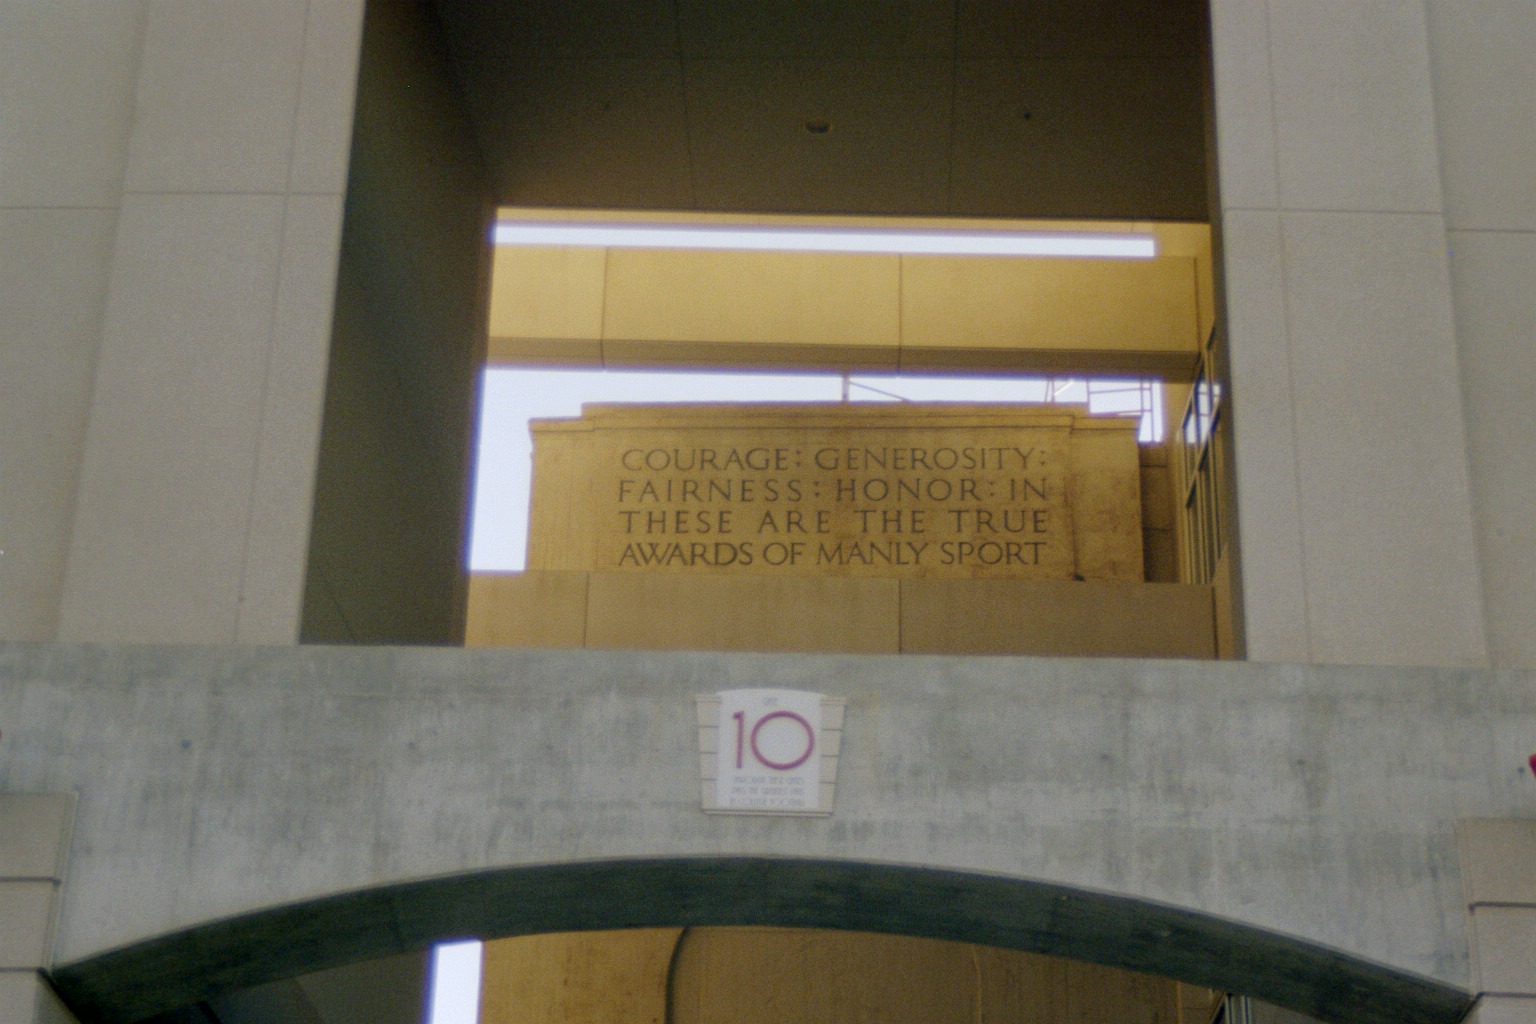 COURAGE: GENEROSITY:
FAIRNESS: HONOR: IN
THESE ARE THE TRUE
AWARDS OF MANLY SPORT
10